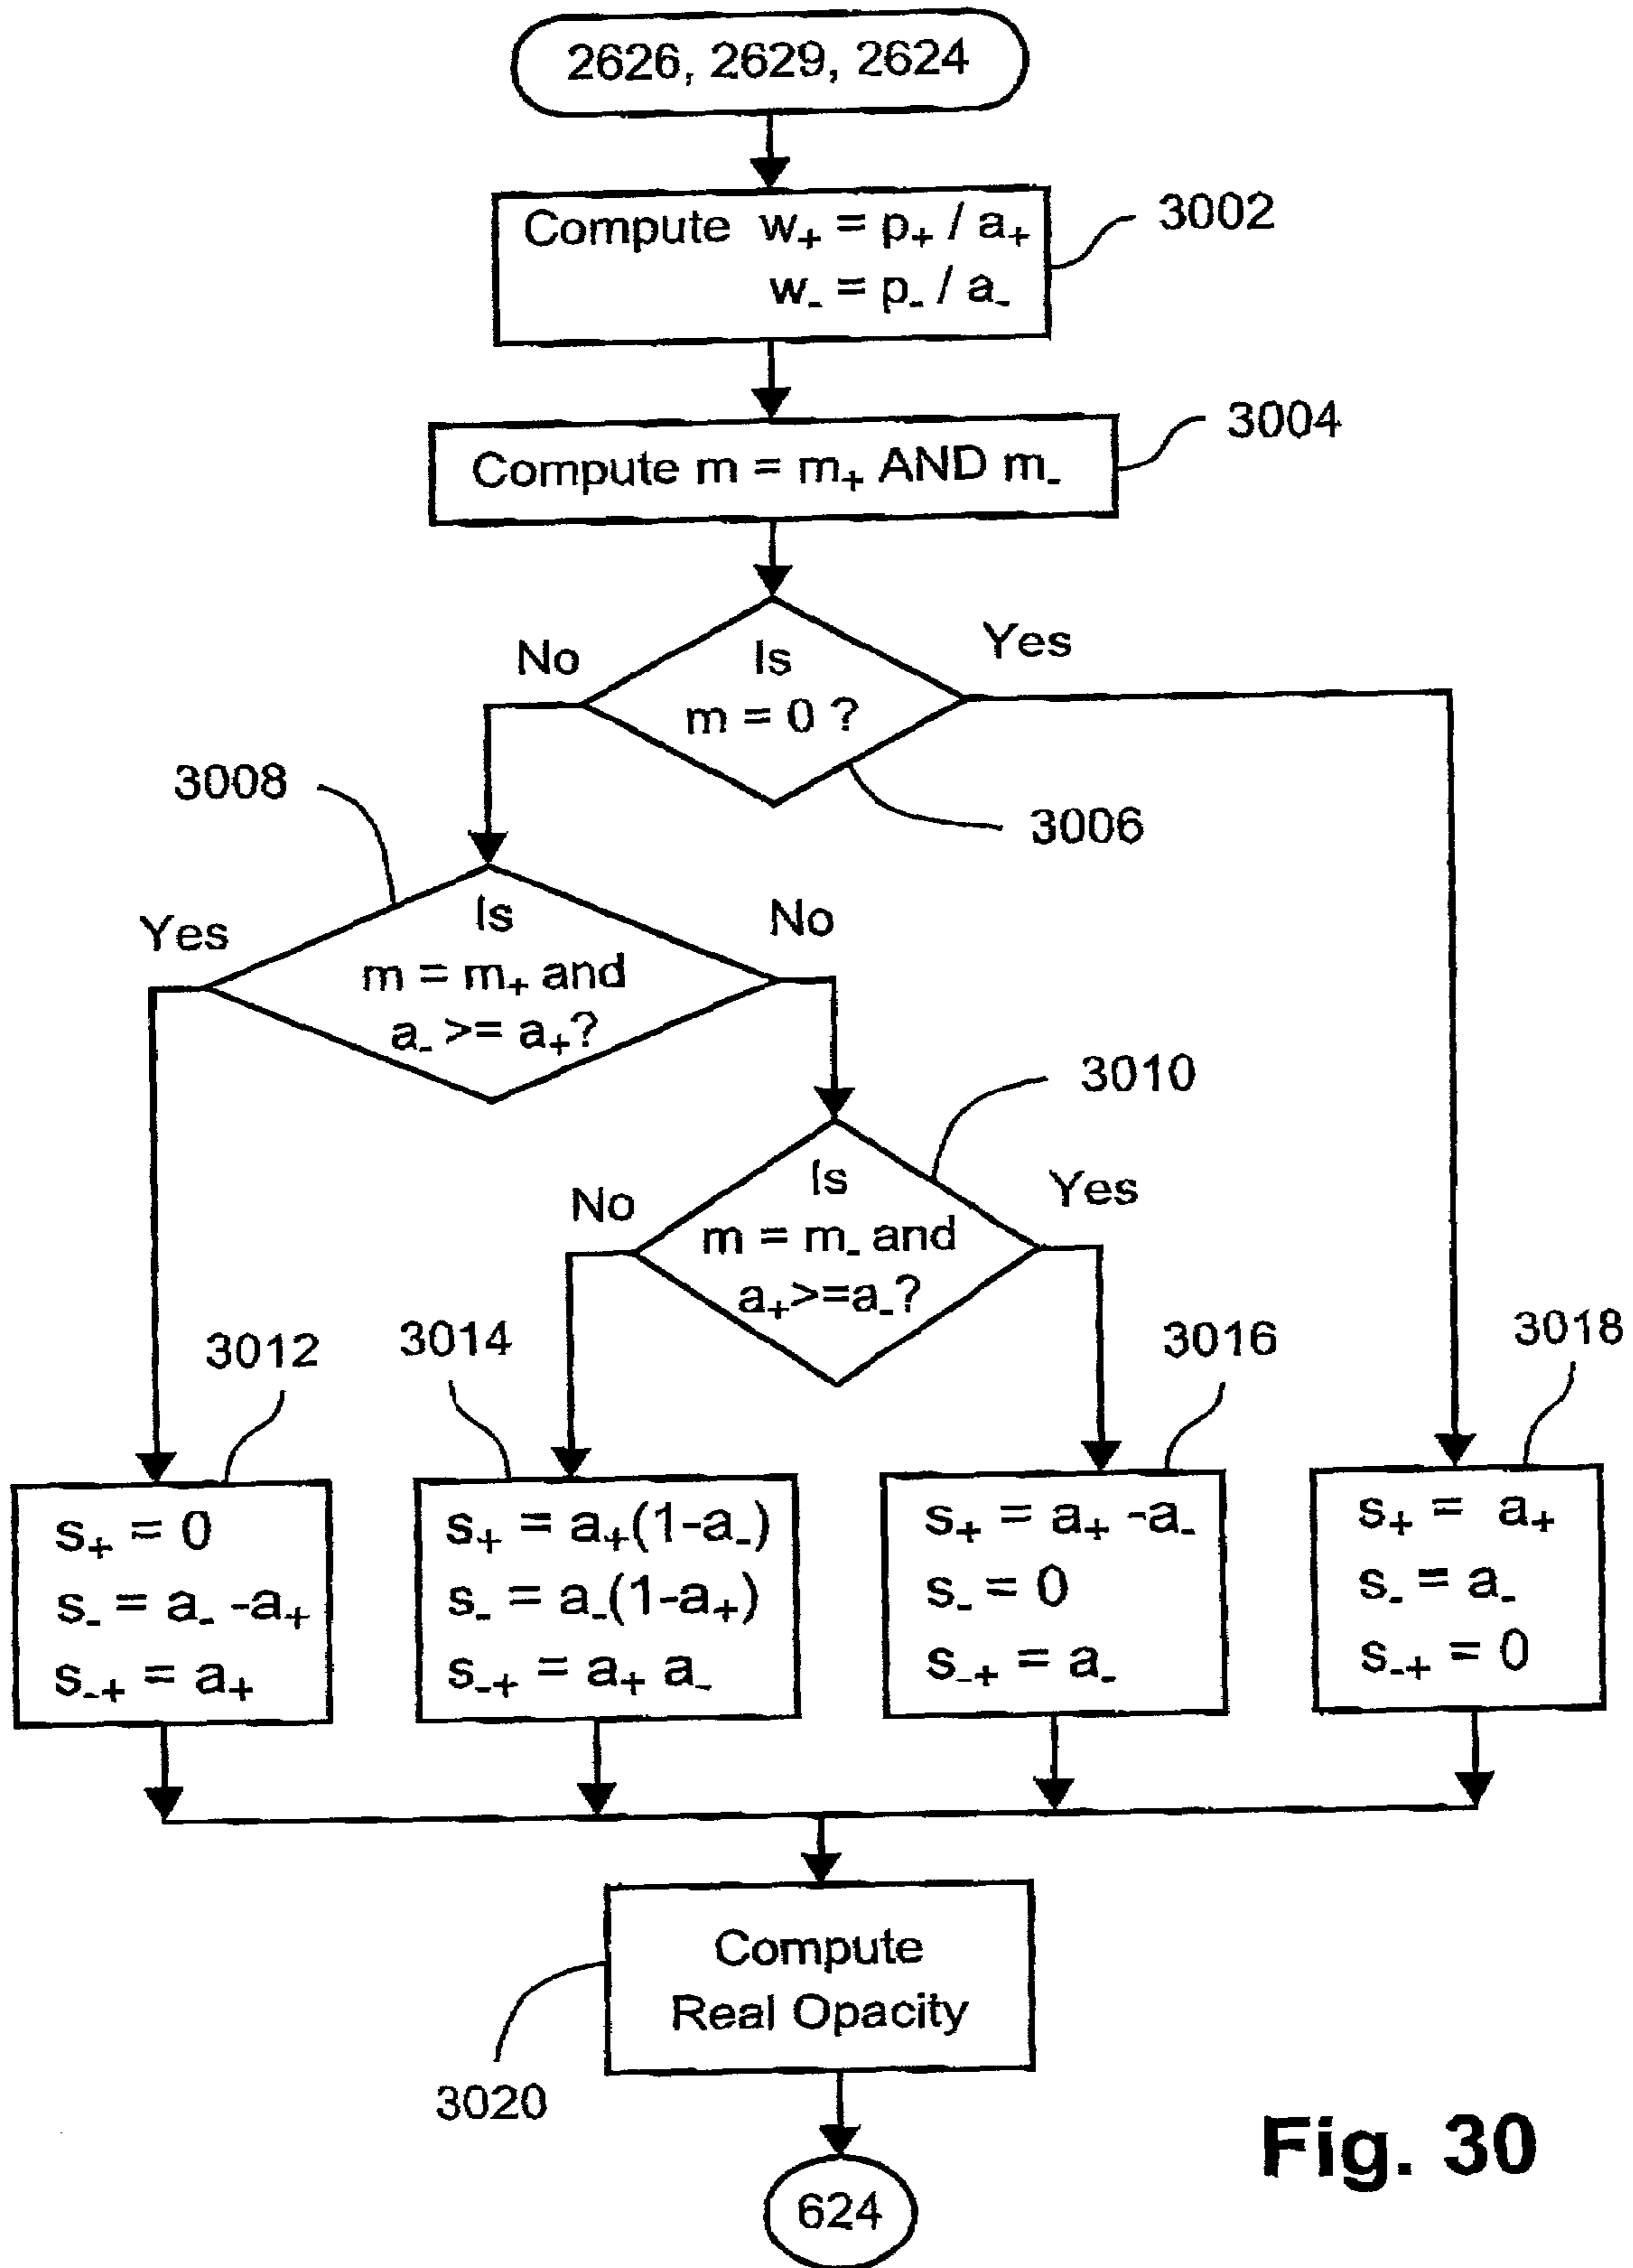 2626, 2629, 2624
Compute w₊ = p₊ / a₊
w₋ = p₋ / a₋
3002
Compute m = m₊ AND m₋
3004
Is
m = 0 ?
No
Yes
3006
3008
Is
m = m₊ and
a₋ >= a₊?
Yes
No
3010
Is
m = m₋ and
a₊>=a₋?
No
Yes
3012
s₊ = 0
s₋ = a₋ -a₊
s₋₊ = a₊
3014
s₊ = a₊(1-a₋)
s₋ = a₋(1-a₊)
s₋₊ = a₊ a₋
3016
s₊ = a₊ -a₋
s₋ = 0
s₋₊ = a₋
3018
s₊ = a₊
s₋ = a₋
s₋₊ = 0
Compute
Real Opacity
3020
624
Fig. 30